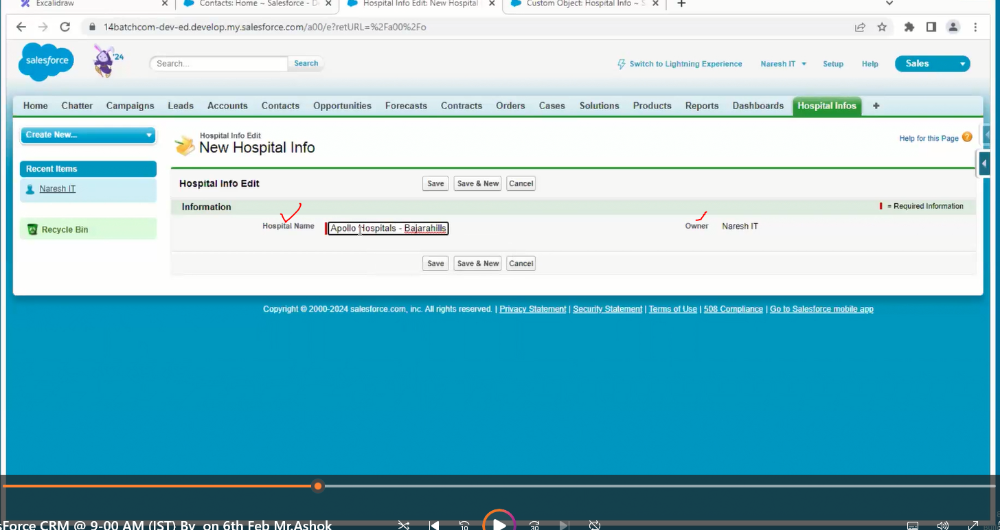 Excalidraw
Contacts: Home ~ Salesforce - D
Hospital Info Edit: New Hospital
Custom Object: Hospital Info ~ S
14batchcom-dev-ed.develop.my.salesforce.com/a00/e?retURL=%2Fa00%2Fo
salesforce
'24
Search...
Search
Switch to Lightning Experience
Naresh IT
Setup
Help
Sales
Home Chatter Campaigns Leads Accounts Contacts Opportunities Forecasts Contracts Orders Cases Solutions Products Reports Dashboards Hospital Infos +
Create New...
Recent Items
Naresh IT
Recycle Bin
Hospital Info Edit
New Hospital Info
Help for this Page
Hospital Info Edit
Save Save & New Cancel
Information
= Required Information
Hospital Name Apollo Hospitals - Bajarahills
Owner Naresh IT
Save Save & New Cancel
Copyright © 2000-2024 salesforce.com, inc. All rights reserved. | Privacy Statement | Security Statement | Terms of Use | 508 Compliance | Go to Salesforce mobile app
sForce CRM @ 9-00 AM (IST) By on 6th Feb Mr.Ashok
10
30